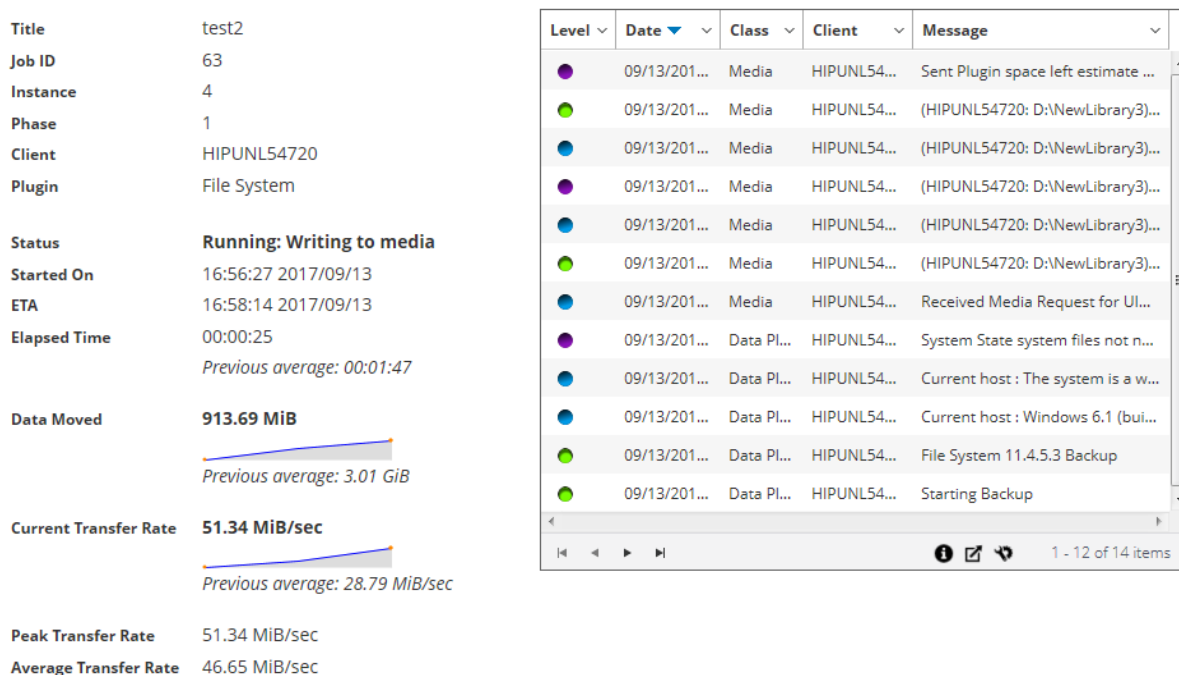 Title test2
Job ID 63
Instance 4
Phase 1
Client HIPUNL54720
Plugin File System
Status Running: Writing to media
Started On 16:56:27 2017/09/13
ETA 16:58:14 2017/09/13
Elapsed Time 00:00:25
Previous average: 00:01:47
Data Moved 913.69 MiB
Previous average: 3.01 GiB
Current Transfer Rate 51.34 MiB/sec
Previous average: 28.79 MiB/sec
Peak Transfer Rate 51.34 MiB/sec
Average Transfer Rate 46.65 MiB/sec
Level Date Class Client Message
09/13/201... Media HIPUNL54... Sent Plugin space left estimate ...
09/13/201... Media HIPUNL54... (HIPUNL54720: D:\NewLibrary3)...
09/13/201... Media HIPUNL54... (HIPUNL54720: D:\NewLibrary3)...
09/13/201... Media HIPUNL54... (HIPUNL54720: D:\NewLibrary3)...
09/13/201... Media HIPUNL54... (HIPUNL54720: D:\NewLibrary3)...
09/13/201... Media HIPUNL54... (HIPUNL54720: D:\NewLibrary3)...
09/13/201... Media HIPUNL54... Received Media Request for UI...
09/13/201... Data Pl... HIPUNL54... System State system files not n...
09/13/201... Data Pl... HIPUNL54... Current host : The system is a w...
09/13/201... Data Pl... HIPUNL54... Current host : Windows 6.1 (bui...
09/13/201... Data Pl... HIPUNL54... File System 11.4.5.3 Backup
09/13/201... Data Pl... HIPUNL54... Starting Backup
1 - 12 of 14 items